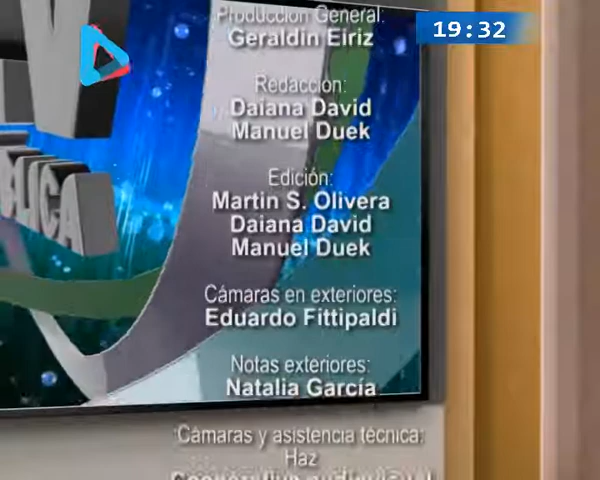 Producción General:
19:32
Geraldin Eiriz
Redacción:
Daiana David
Manuel Duek
Edición:
Martin S. Olivera
Daiana David
Manuel Duek
Cámaras en exteriores:
Eduardo Fittipaldi
Notas exteriores:
Natalia García
Cámaras y asistencia técnica:
Haz